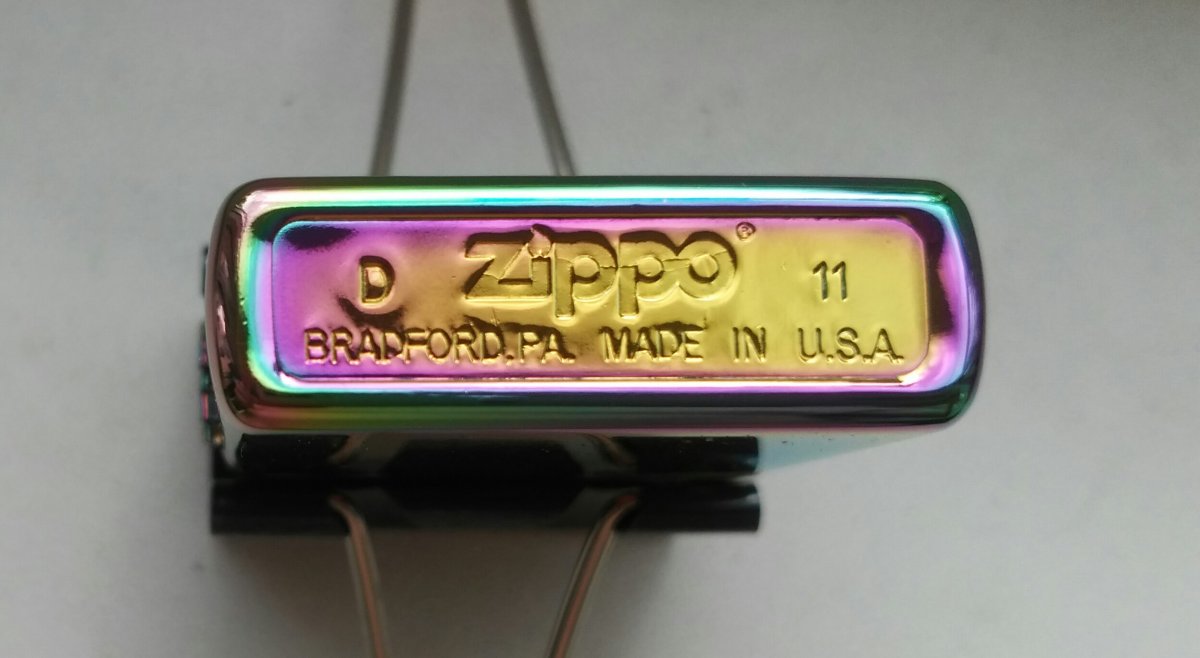 D Zippo® 11
BRADFORD, PA. MADE IN U.S.A.